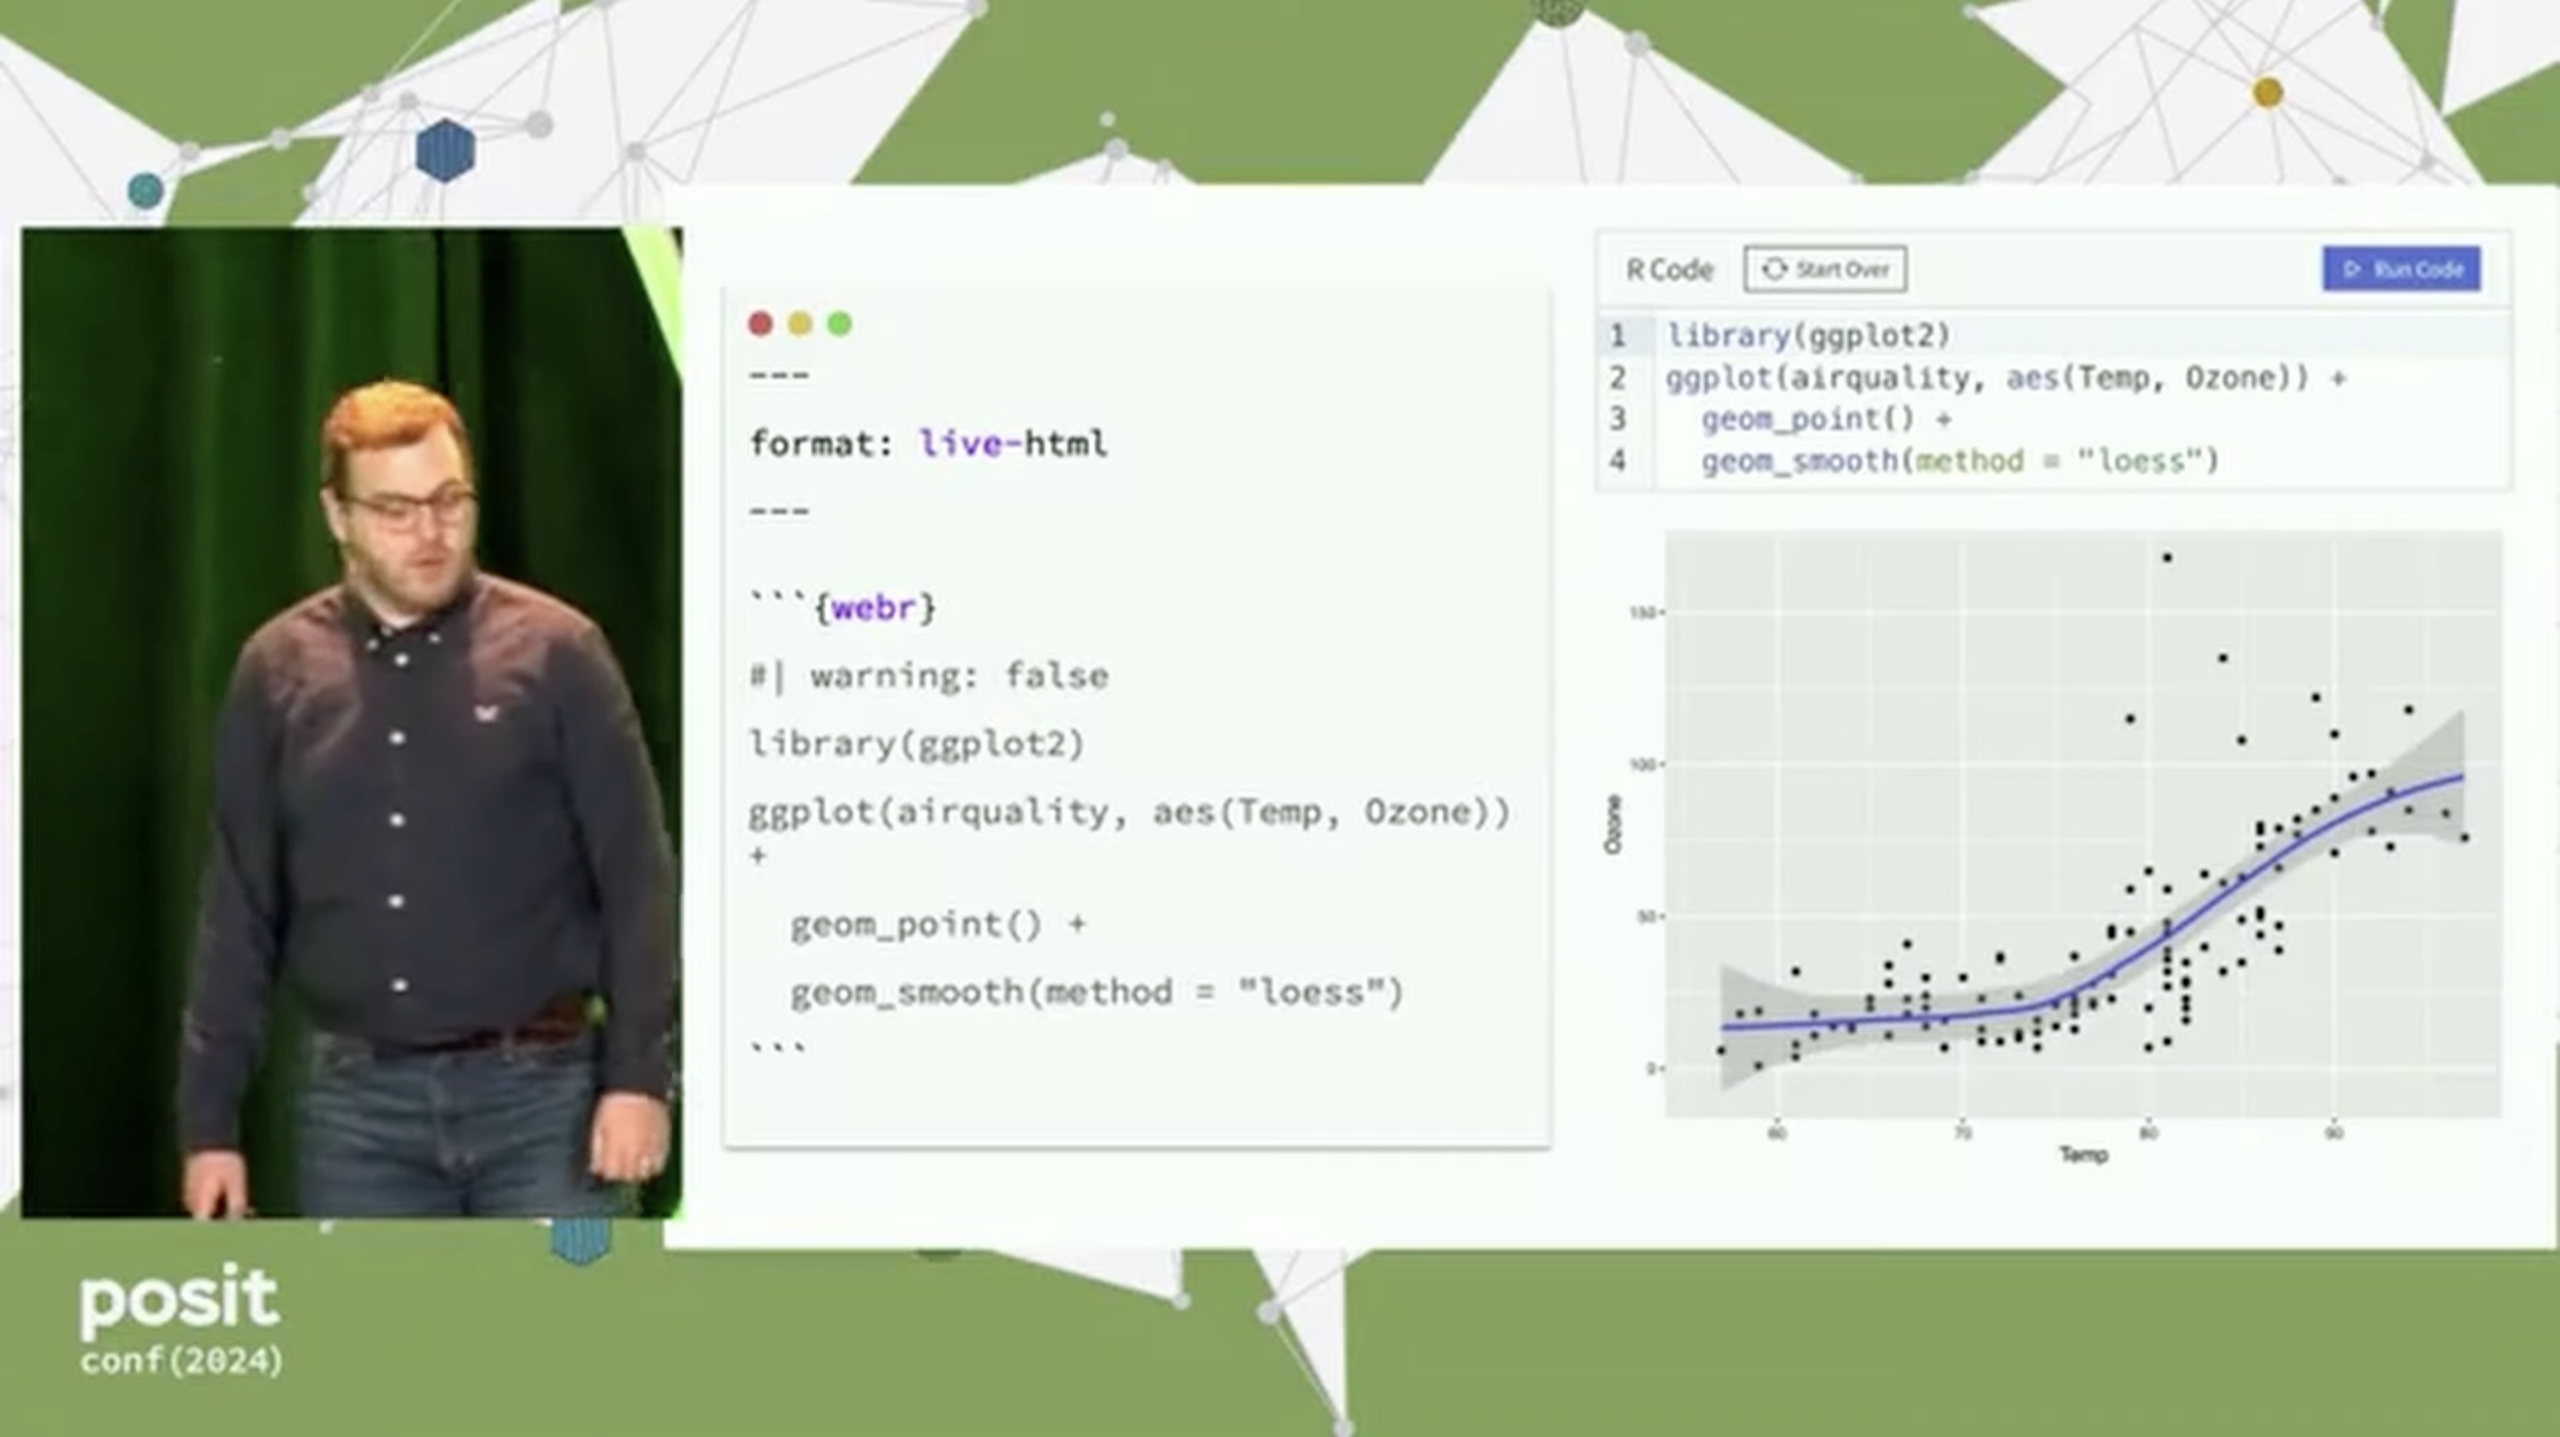 ---
format: live-html
---
```{webr}
#| warning: false
library(ggplot2)
ggplot(airquality, aes(Temp, Ozone))
+
  geom_point() +
  geom_smooth(method = "loess")
```
R Code
Start Over
Run Code
1 library(ggplot2)
2 ggplot(airquality, aes(Temp, Ozone)) +
3   geom_point() +
4   geom_smooth(method = "loess")
150
100
50
0
Ozone
60 70 80 90
Temp
posit
conf(2024)